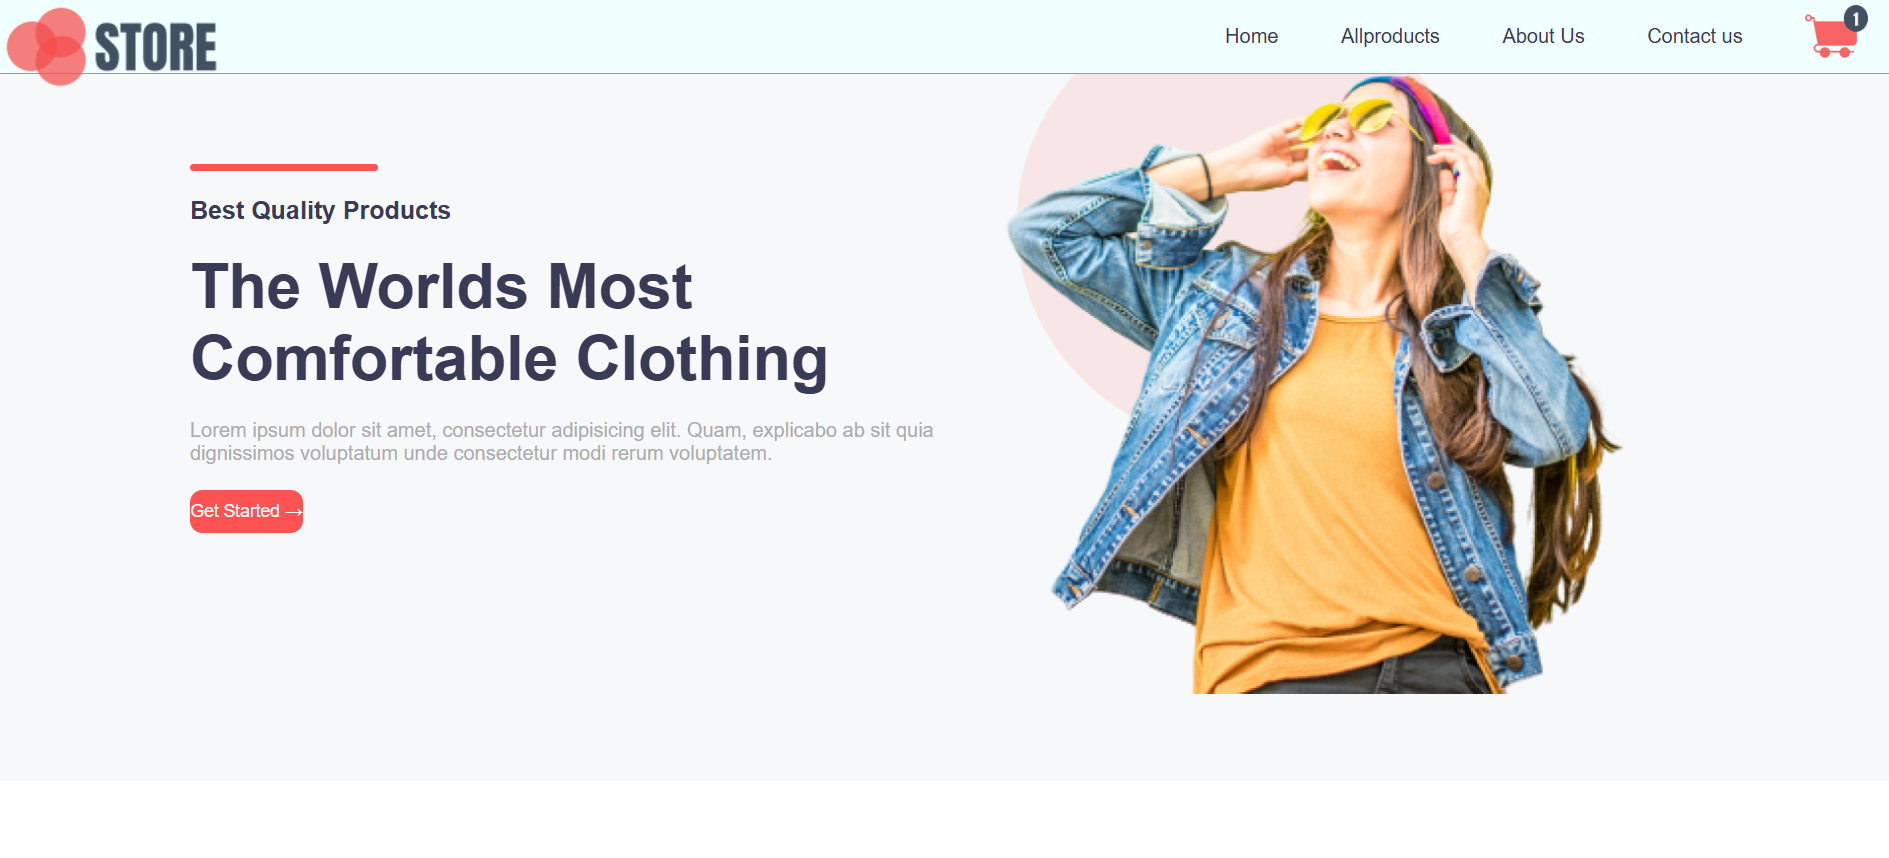 STORE
Home
Allproducts
About Us
Contact us
1
Best Quality Products
The Worlds Most
Comfortable Clothing
Lorem ipsum dolor sit amet, consectetur adipisicing elit. Quam, explicabo ab sit quia
dignissimos voluptatum unde consectetur modi rerum voluptatem.
Get Started →